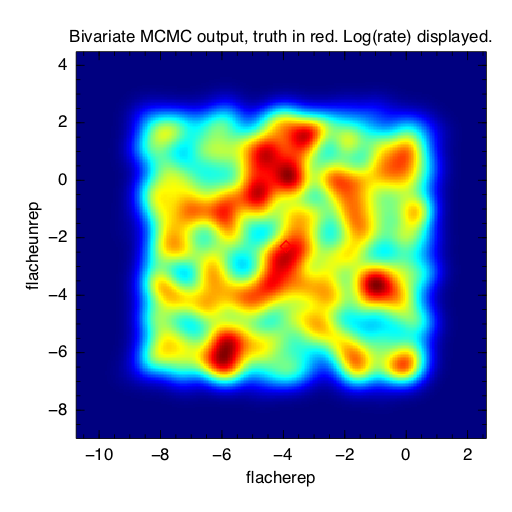 Bivariate MCMC output, truth in red. Log(rate) displayed.
4
2
0
−2
−4
−6
−8
flacheunrep
−10 −8 −6 −4 −2 0 2
flacherep